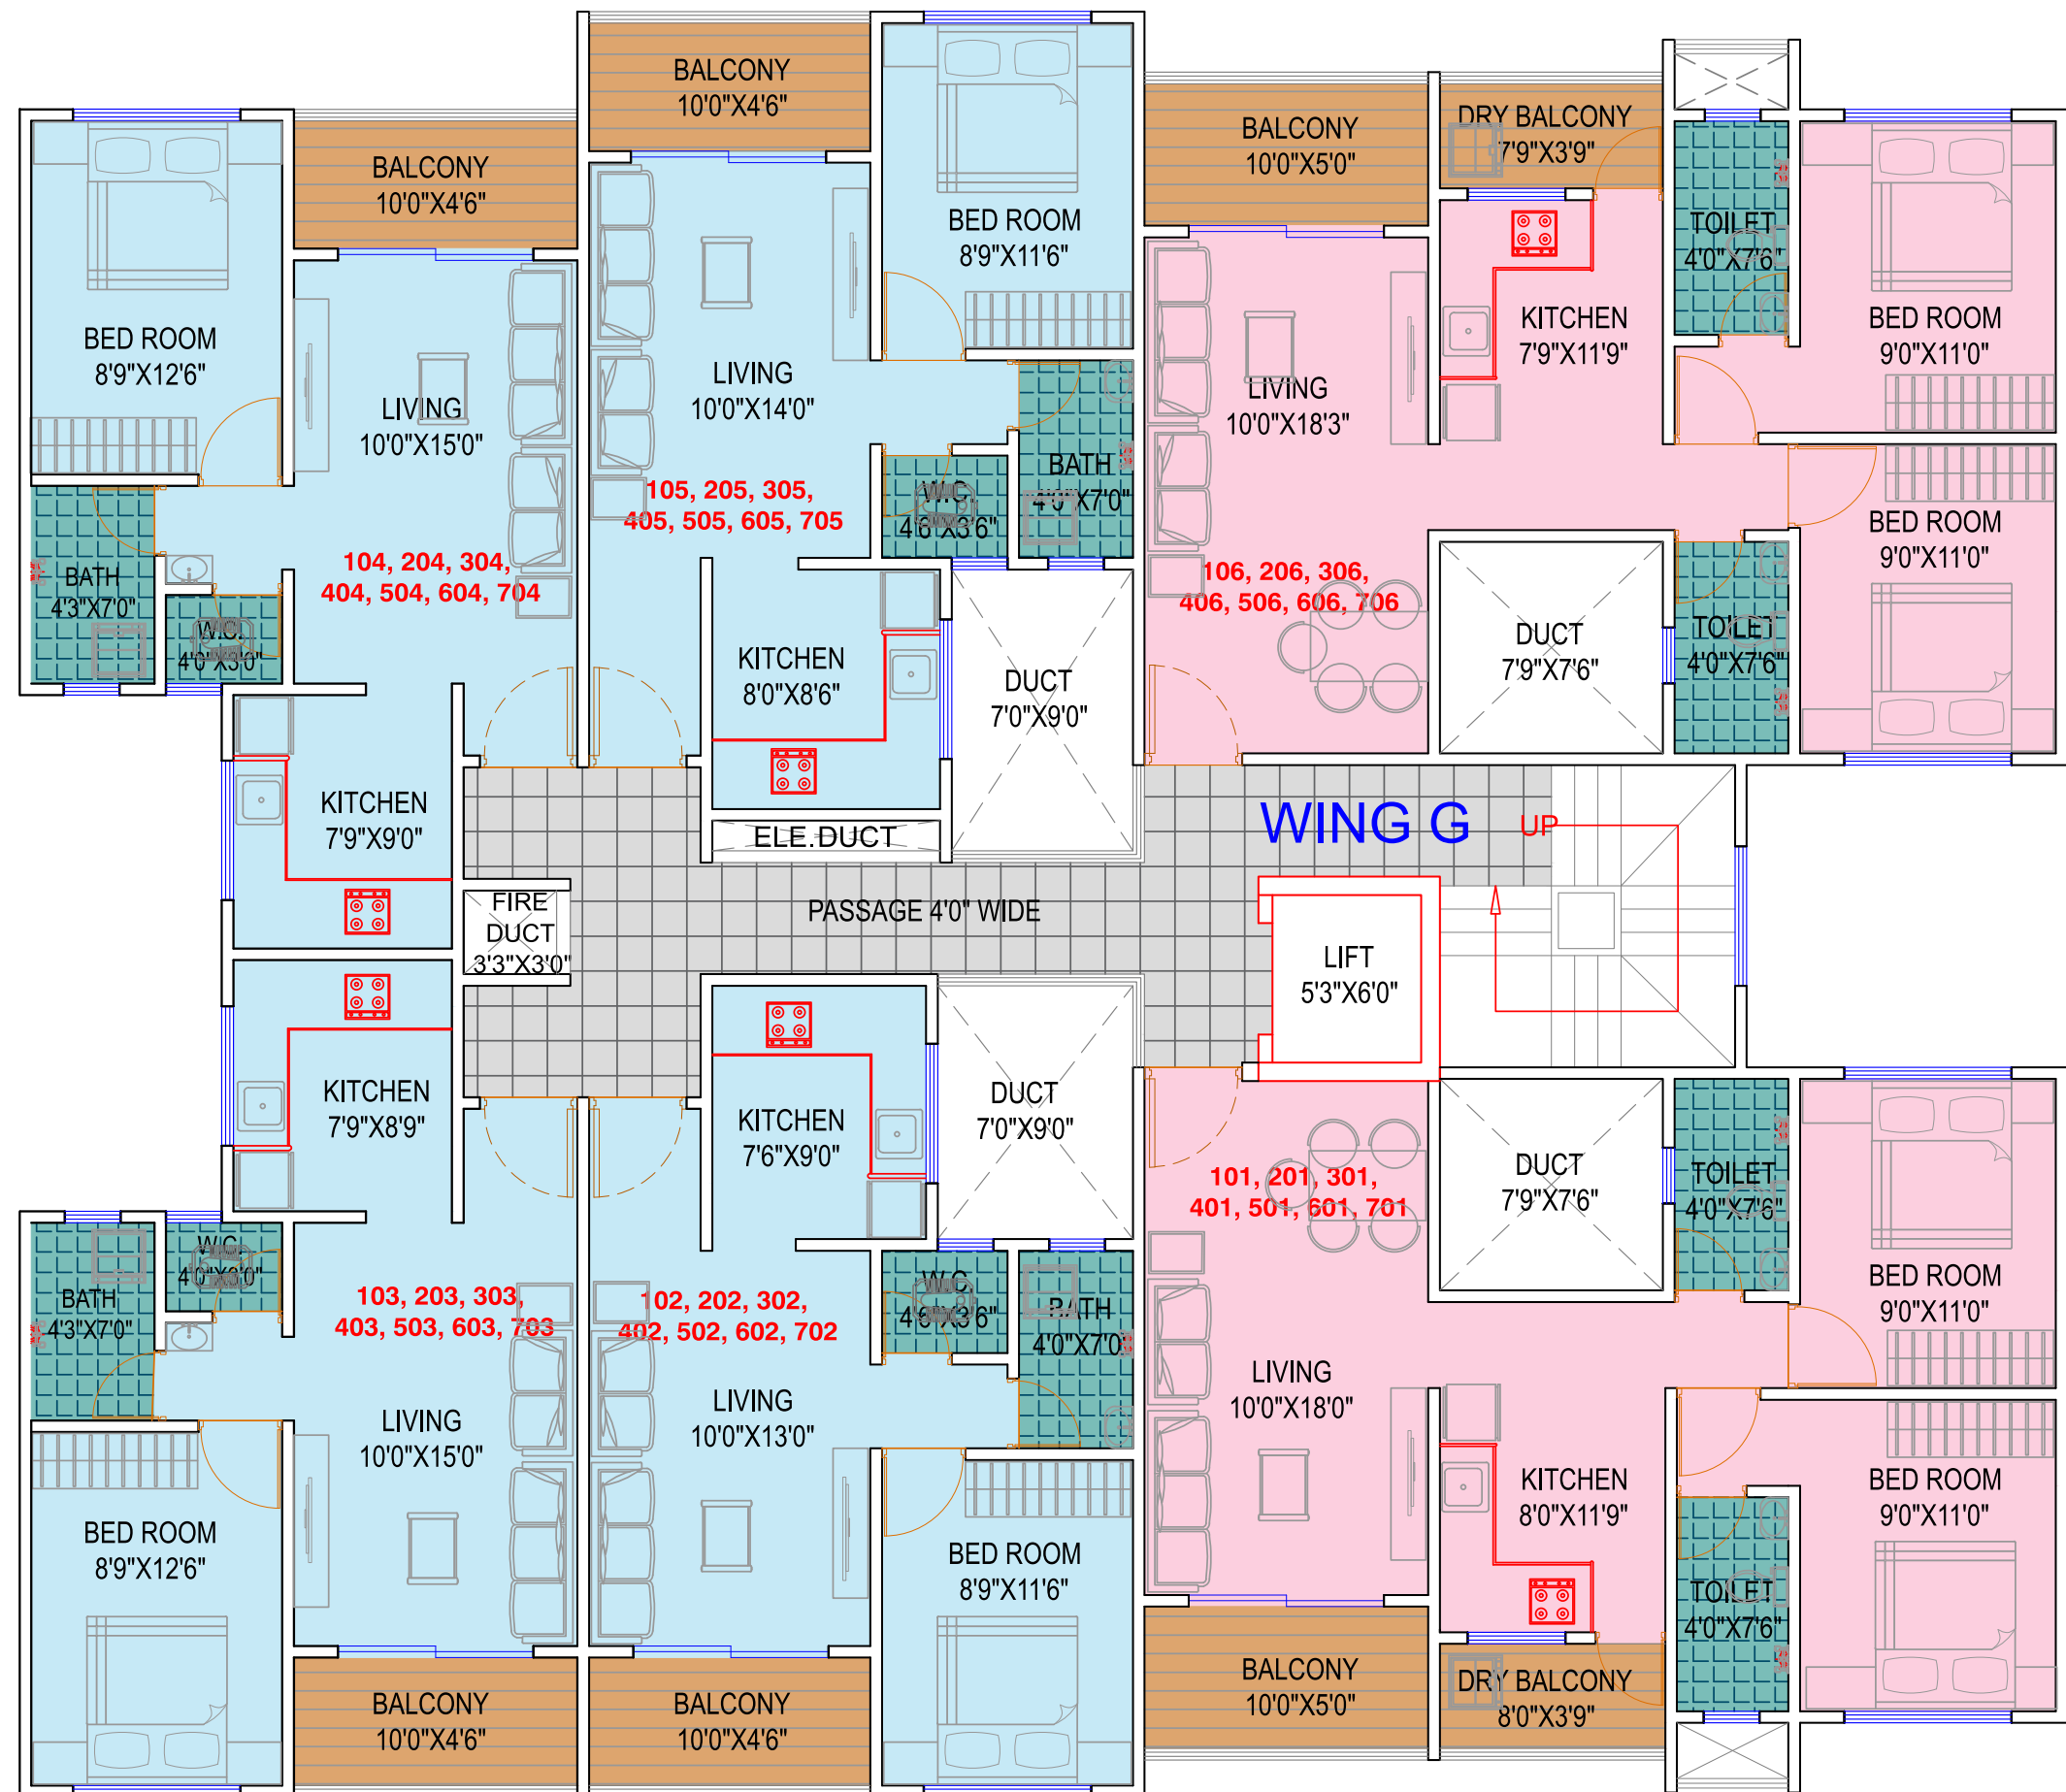 BALCONY
10'0"X4'6"
BED ROOM
8'9"X11'6"
BALCONY
10'0"X4'6"
BED ROOM
8'9"X12'6"
LIVING
10'0"X15'0"
104, 204, 304,
404, 504, 604, 704
BATH
4'3"X7'0"
W.C.
4'0"X3'0"
KITCHEN
7'9"X9'0"
LIVING
10'0"X14'0"
105, 205, 305,
405, 505, 605, 705
W.C.
4'6"X3'6"
BATH
4'0"X7'0"
KITCHEN
8'0"X8'6"
DUCT
7'0"X9'0"
ELE.DUCT
BALCONY
10'0"X5'0"
DRY BALCONY
7'9"X3'9"
TOILET
4'0"X7'6"
BED ROOM
9'0"X11'0"
KITCHEN
7'9"X11'9"
LIVING
10'0"X18'3"
106, 206, 306,
406, 506, 606, 706
BED ROOM
9'0"X11'0"
DUCT
7'9"X7'6"
TOILET
4'0"X7'6"
WING G
UP
FIRE
DUCT
3'3"X3'0"
PASSAGE 4'0" WIDE
LIFT
5'3"X6'0"
KITCHEN
7'9"X8'9"
BATH
4'3"X7'0"
W.C.
4'0"X3'0"
103, 203, 303,
403, 503, 603, 703
LIVING
10'0"X15'0"
BED ROOM
8'9"X12'6"
BALCONY
10'0"X4'6"
KITCHEN
7'6"X9'0"
DUCT
7'0"X9'0"
102, 202, 302,
402, 502, 602, 702
W.C.
4'6"X3'6"
BATH
4'0"X7'0"
LIVING
10'0"X13'0"
BED ROOM
8'9"X11'6"
BALCONY
10'0"X4'6"
101, 201, 301,
401, 501, 601, 701
DUCT
7'9"X7'6"
TOILET
4'0"X7'6"
BED ROOM
9'0"X11'0"
LIVING
10'0"X18'0"
KITCHEN
8'0"X11'9"
BED ROOM
9'0"X11'0"
TOILET
4'0"X7'6"
BALCONY
10'0"X5'0"
DRY BALCONY
8'0"X3'9"